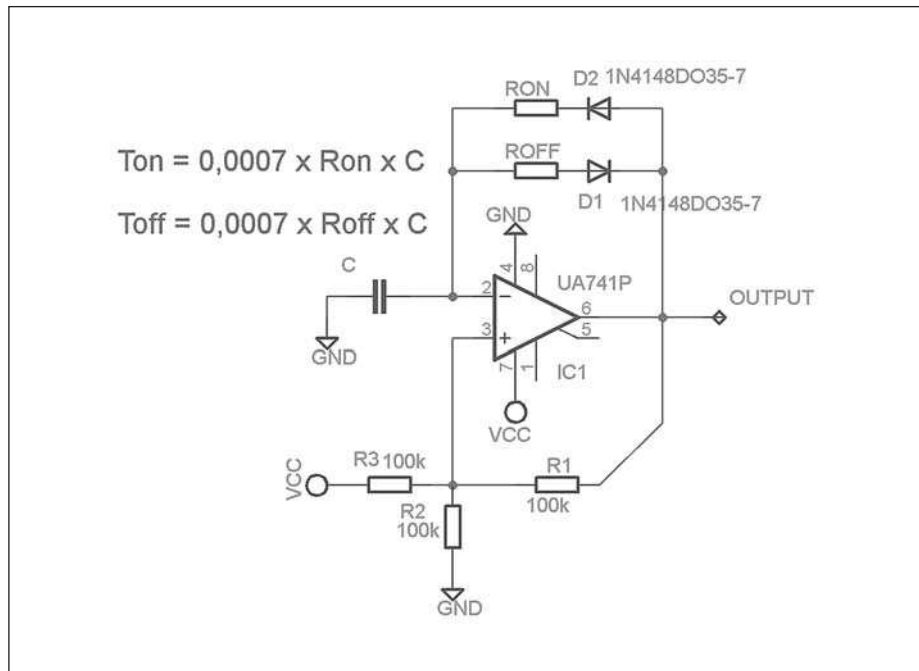 RON
D2 1N4148DO35-7
Ton = 0,0007 x Ron x C
ROFF
D1 1N4148DO35-7
Toff = 0,0007 x Roff x C
GND
4
8
C
2
UA741P
6
OUTPUT
3
5
GND
7
1
IC1
VCC
R3 100k
R1
100k
VCC
R2
100k
GND